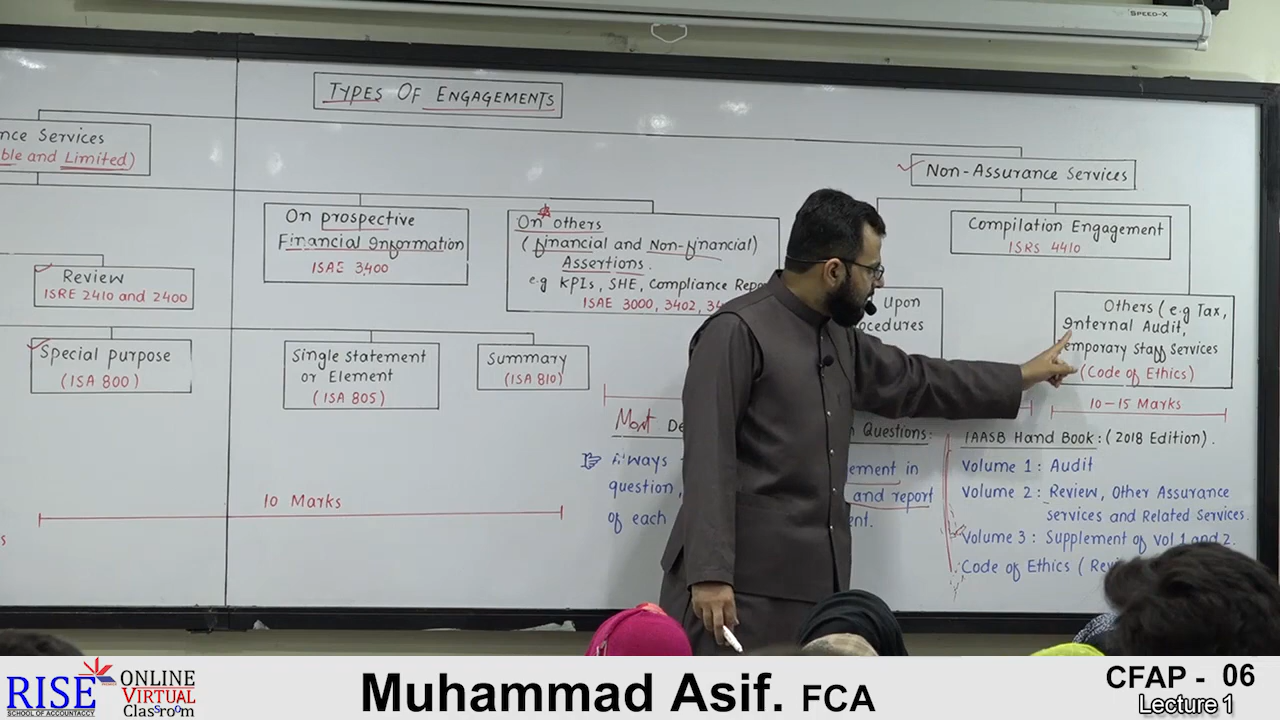 SPEED-X
TYPES OF ENGAGEMENTS
nce Services
ble and Limited)
Non-Assurance Services
On prospective
Financial Information
ISAE 3400
On others
(financial and Non-financial)
Assertions.
e.g KPIs, SHE, Compliance Repo
ISAE 3000, 3402, 34
Compilation Engagement
ISRS 4410
Review
ISRE 2410 and 2400
Upon
ocedures
Others (e.g Tax,
Internal Audit,
emporary Staff Services
(Code of Ethics)
Special purpose
(ISA 800)
Single statement
or Element
(ISA 805)
Summary
(ISA 810)
10-15 Marks
10 Marks
Most De
n Questions:
Always
ement in
question,
and report
of each
ent.
IAASB Hand Book: (2018 Edition).
Volume 1: Audit
Volume 2: Review, Other Assurance
services and Related Services.
Volume 3: Supplement of Vol 1 and 2.
Code of Ethics (Rev
s
RISE
SCHOOL OF ACCOUNTANCY
ONLINE
VIRTUAL
Classroom
Muhammad Asif. FCA
CFAP - 06
Lecture 1